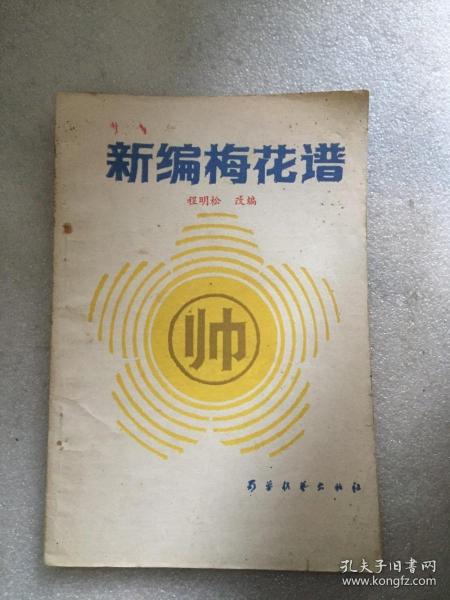 新编梅花谱
程明松 改编
帅
蜀蓉棋艺出版社
孔夫子旧书网
www.kongfz.com